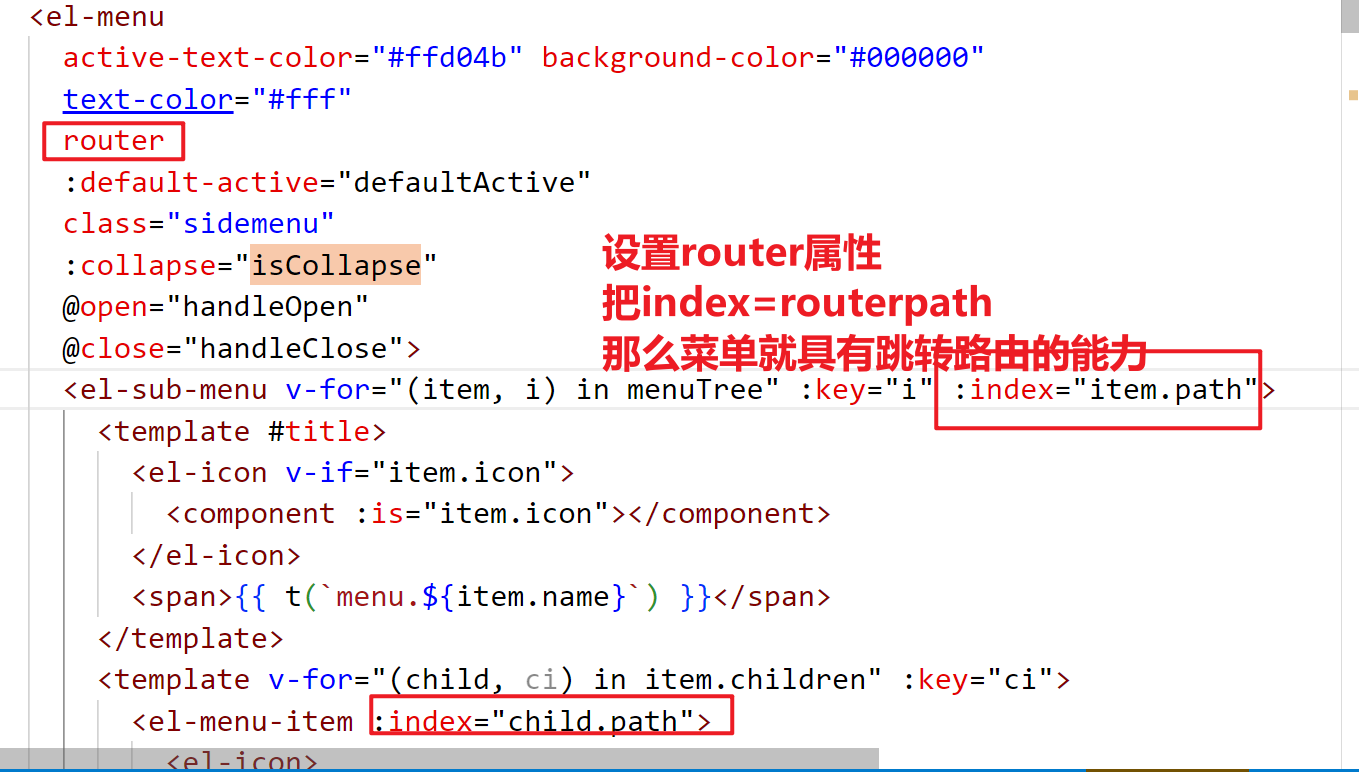 <el-menu
active-text-color="#ffd04b" background-color="#000000"
text-color="#fff"
router
:default-active="defaultActive"
class="sidemenu"
:collapse="isCollapse"
@open="handleOpen"
@close="handleClose">
设置router属性
把index=routerpath
那么菜单就具有跳转路由的能力
<el-sub-menu v-for="(item, i) in menuTree" :key="i" :index="item.path">
<template #title>
<el-icon v-if="item.icon">
<component :is="item.icon"></component>
</el-icon>
<span>{{ t(`menu.${item.name}`) }}</span>
</template>
<template v-for="(child, ci) in item.children" :key="ci">
<el-menu-item :index="child.path">
<el-icon>